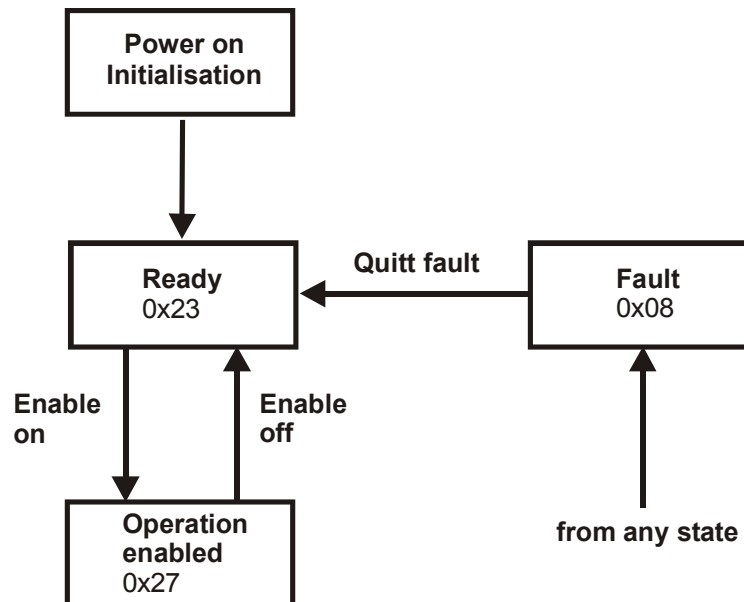 Power on
Initialisation
Ready
0x23
Quitt fault
Fault
0x08
Enable
on
Enable
off
Operation
enabled
0x27
from any state